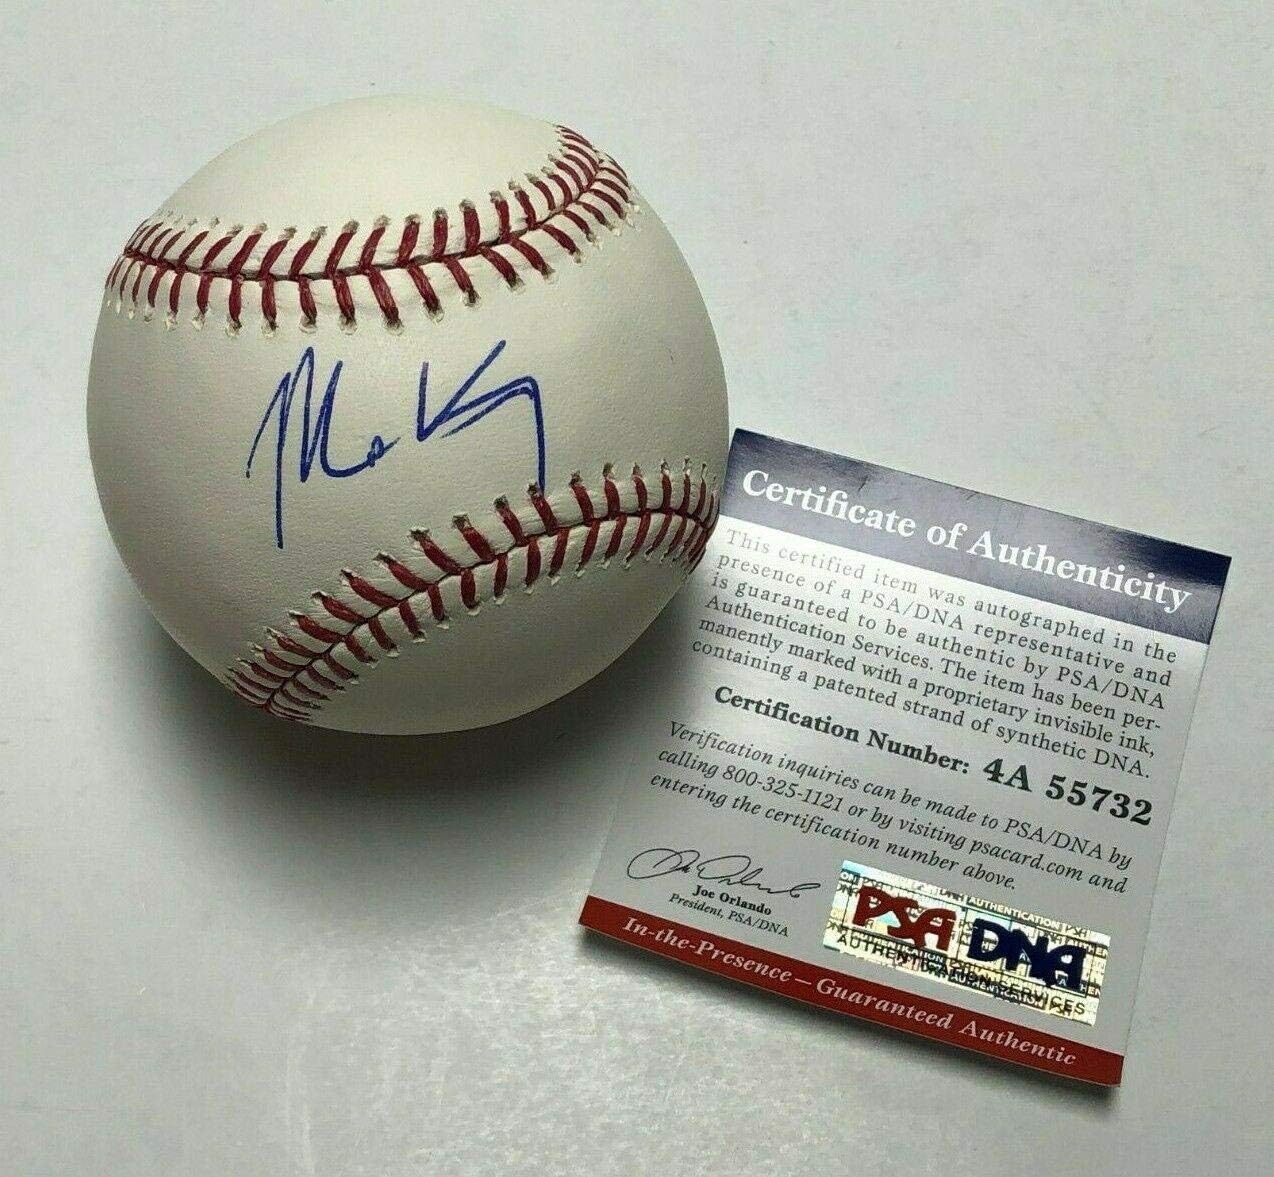 Certificate of Authenticity
This certified item was autographed in the
presence of a PSA/DNA representative and
is guaranteed to be authentic by PSA/DNA
Authentication Services. The item has been per-
manently marked with a proprietary invisible ink,
containing a patented strand of synthetic DNA.
Certification Number: 4A 55732
Verification inquiries can be made to PSA/DNA by
calling 800-325-1121 or by visiting psacard.com and
entering the certification number above.
Joe Orlando
President, PSA/DNA
PSA DNA
AUTHENTICATION SERVICES
In-the-Presence – Guaranteed Authentic